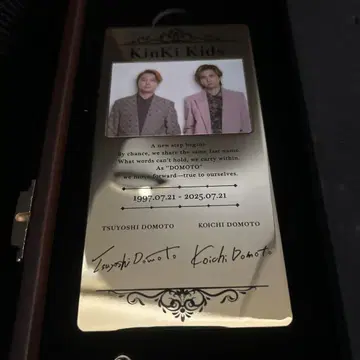 KinKi Kids
A new step begins.
By chance, we share the same last name.
What words can't hold, we carry within.
As "DOMOTO"
we move forward—true to ourselves.
1997.07.21 - 2025.07.21
TSUYOSHI DOMOTO KOICHI DOMOTO
Tsuyoshi Domoto Koichi Domoto